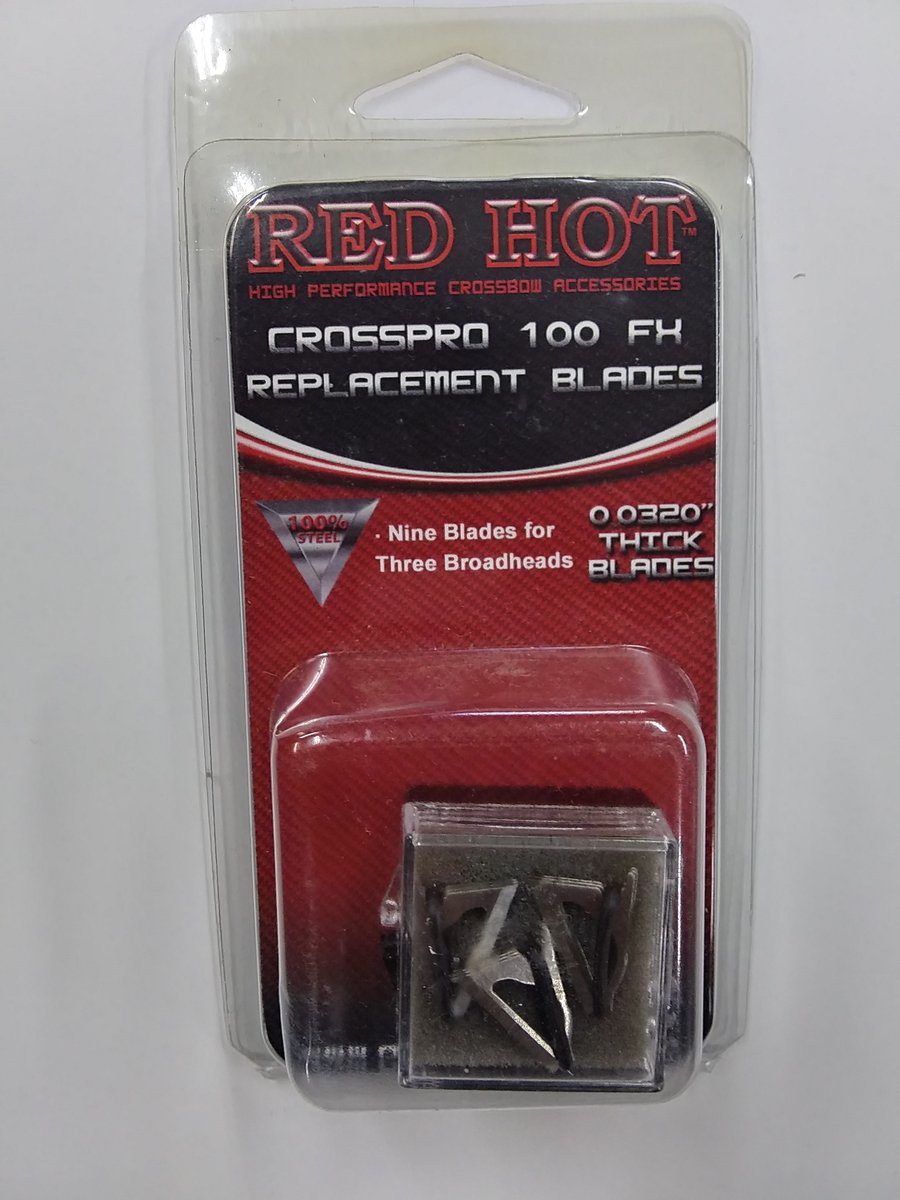 RED HOT™
HIGH PERFORMANCE CROSSBOW ACCESSORIES
CROSSPRO 100 FX
REPLACEMENT BLADES
100%
STEEL
· Nine Blades for
Three Broadheads
0.0320"
THICK
BLADES